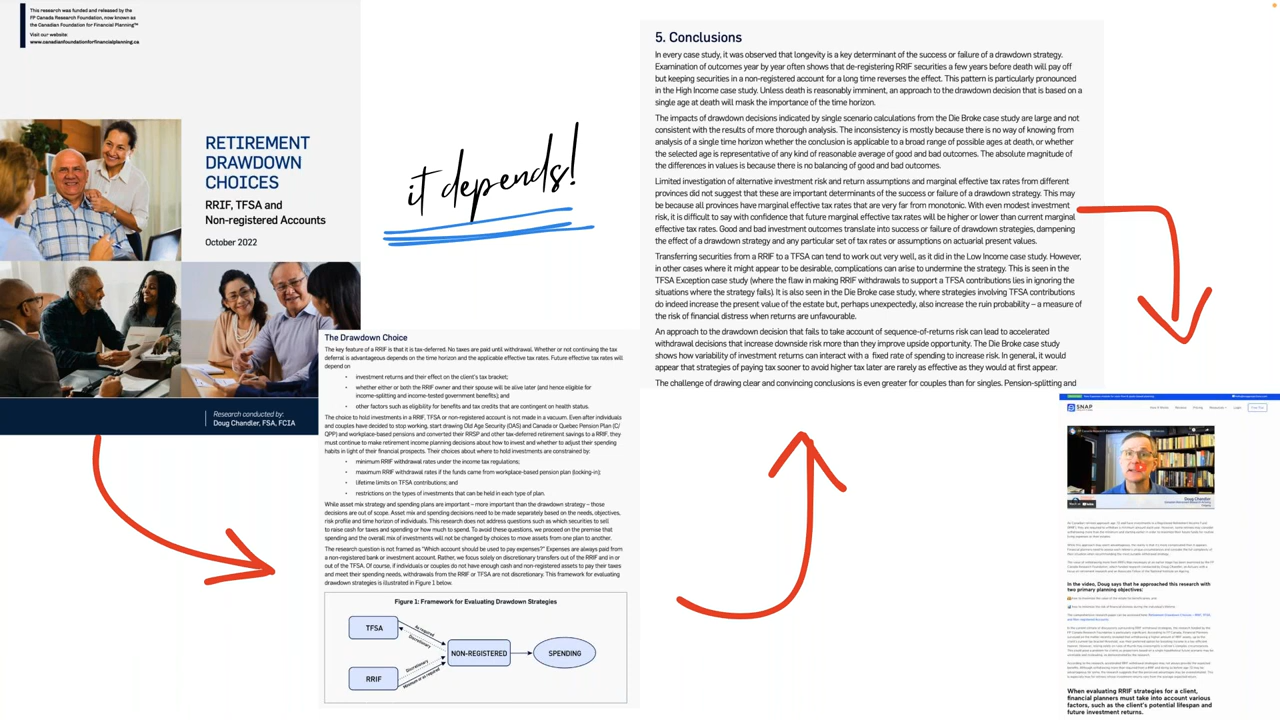 This research was funded and released by the
FP Canada Research Foundation, now known as
the Canadian Foundation for Financial Planning™
Visit our website:
www.canadianfoundationforfinancialplanning.ca
RETIREMENT
DRAWDOWN
CHOICES
RRIF, TFSA and
Non-registered Accounts
October 2022
Research conducted by:
Doug Chandler, FSA, FCIA
it depends!
The Drawdown Choice
The key feature of a RRIF is that it is tax-deferred. No taxes are paid until withdrawal. Whether or not continuing the tax
deferral is advantageous depends on the time horizon and the applicable effective tax rates. Future effective tax rates will
depend on
• investment returns and their effect on the client's tax bracket;
• whether either or both the RRIF owner and their spouse will be alive later (and hence eligible for
income-splitting and income-tested government benefits); and
• other factors such as eligibility for benefits and tax credits that are contingent on health status.
The choice to hold investments in a RRIF, TFSA or non-registered account is not made in a vacuum. Even after individuals
and couples have decided to stop working, start drawing Old Age Security (OAS) and Canada or Quebec Pension Plan (C/
QPP) and workplace-based pensions and converted their RRSP and other tax-deferred retirement savings to a RRIF, they
must continue to make retirement income planning decisions about how to invest and whether to adjust their spending
habits in light of their financial prospects. Their choices about where to hold investments are constrained by:
• minimum RRIF withdrawal rates under the income tax regulations;
• maximum RRIF withdrawal rates if the funds came from workplace-based pension plan (locking-in);
• lifetime limits on TFSA contributions; and
• restrictions on the types of investments that can be held in each type of plan.
While asset mix strategy and spending plans are important – more important than the drawdown strategy – those
decisions are out of scope. Asset mix and spending decisions need to be made separately based on the needs, objectives,
risk profile and time horizon of individuals. This research does not address questions such as which securities to sell
to raise cash for taxes and spending or how much to spend. To avoid these questions, we proceed on the premise that
spending and the overall mix of investments will not be changed by choices to move assets from one plan to another.
The research question is not framed as "Which account should be used to pay expenses?" Expenses are always paid from
a non-registered bank or investment account. Rather, we focus solely on discretionary transfers out of the RRIF and in or
out of the TFSA. Of course, if individuals or couples do not have enough cash and non-registered assets to pay their taxes
and meet their spending needs, withdrawals from the RRIF or TFSA are not discretionary. This framework for evaluating
drawdown strategies is illustrated in Figure 1 below.
Figure 1: Framework for Evaluating Drawdown Strategies
TFSA
NON-REGISTERED
SPENDING
RRIF
5. Conclusions
In every case study, it was observed that longevity is a key determinant of the success or failure of a drawdown strategy.
Examination of outcomes year by year often shows that de-registering RRIF securities a few years before death will pay off
but keeping securities in a non-registered account for a long time reverses the effect. This pattern is particularly pronounced
in the High Income case study. Unless death is reasonably imminent, an approach to the drawdown decision that is based on a
single age at death will mask the importance of the time horizon.
The impacts of drawdown decisions indicated by single scenario calculations from the Die Broke case study are large and not
consistent with the results of more thorough analysis. The inconsistency is mostly because there is no way of knowing from
analysis of a single time horizon whether the conclusion is applicable to a broad range of possible ages at death, or whether
the selected age is representative of any kind of reasonable average of good and bad outcomes. The absolute magnitude of
the differences in values is because there is no balancing of good and bad outcomes.
Limited investigation of alternative investment risk and return assumptions and marginal effective tax rates from different
provinces did not suggest that these are important determinants of the success or failure of a drawdown strategy. This may
be because all provinces have marginal effective tax rates that are very far from monotonic. With even modest investment
risk, it is difficult to say with confidence that future marginal effective tax rates will be higher or lower than current marginal
effective tax rates. Good and bad investment outcomes translate into success or failure of drawdown strategies, dampening
the effect of a drawdown strategy and any particular set of tax rates or assumptions on actuarial present values.
Transferring securities from a RRIF to a TFSA can tend to work out very well, as it did in the Low Income case study. However,
in other cases where it might appear to be desirable, complications can arise to undermine the strategy. This is seen in the
TFSA Exception case study (where the flaw in making RRIF withdrawals to support a TFSA contributions lies in ignoring the
situations where the strategy fails). It is also seen in the Die Broke case study, where strategies involving TFSA contributions
do indeed increase the present value of the estate but, perhaps unexpectedly, also increase the ruin probability – a measure of
the risk of financial distress when returns are unfavourable.
An approach to the drawdown decision that fails to take account of sequence-of-returns risk can lead to accelerated
withdrawal decisions that increase downside risk more than they improve upside opportunity. The Die Broke case study
shows how variability of investment returns can interact with a fixed rate of spending to increase risk. In general, it would
appear that strategies of paying tax sooner to avoid higher tax later are rarely as effective as they would at first appear.
The challenge of drawing clear and convincing conclusions is even greater for couples than for singles. Pension-splitting and
SNAP
Doug Chandler
In the video, Doug says that he approached this research with
two primary planning objectives:
When evaluating RRIF strategies for a client,
financial planners must take into account various
factors, such as the client's potential lifespan and
future investment returns.